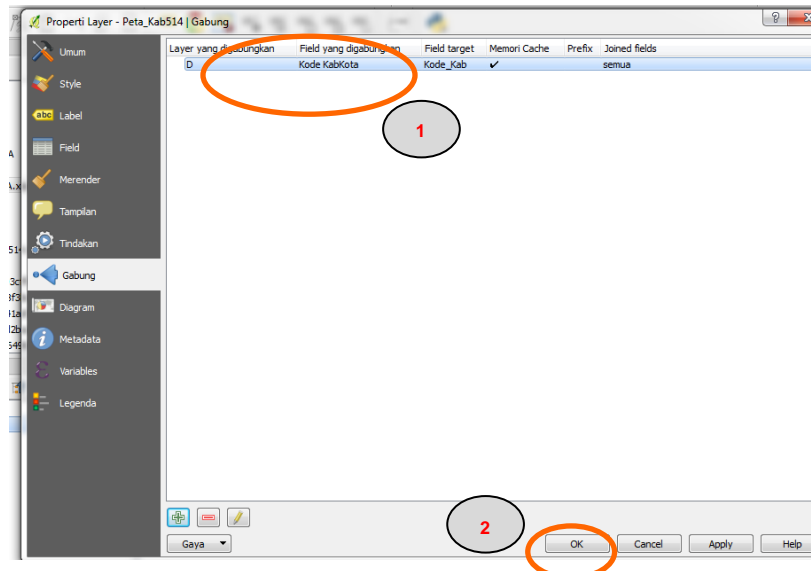 Properti Layer - Peta_Kab514 | Gabung
Umum
Style
abc Label
Field
Merender
Tampilan
Tindakan
Gabung
Diagram
Metadata
Variables
Legenda
Layer yang digabungkan Field yang digabungkan Field target Memori Cache Prefix Joined fields
D Kode KabKota Kode_Kab semua
1
2
Gaya OK Cancel Apply Help